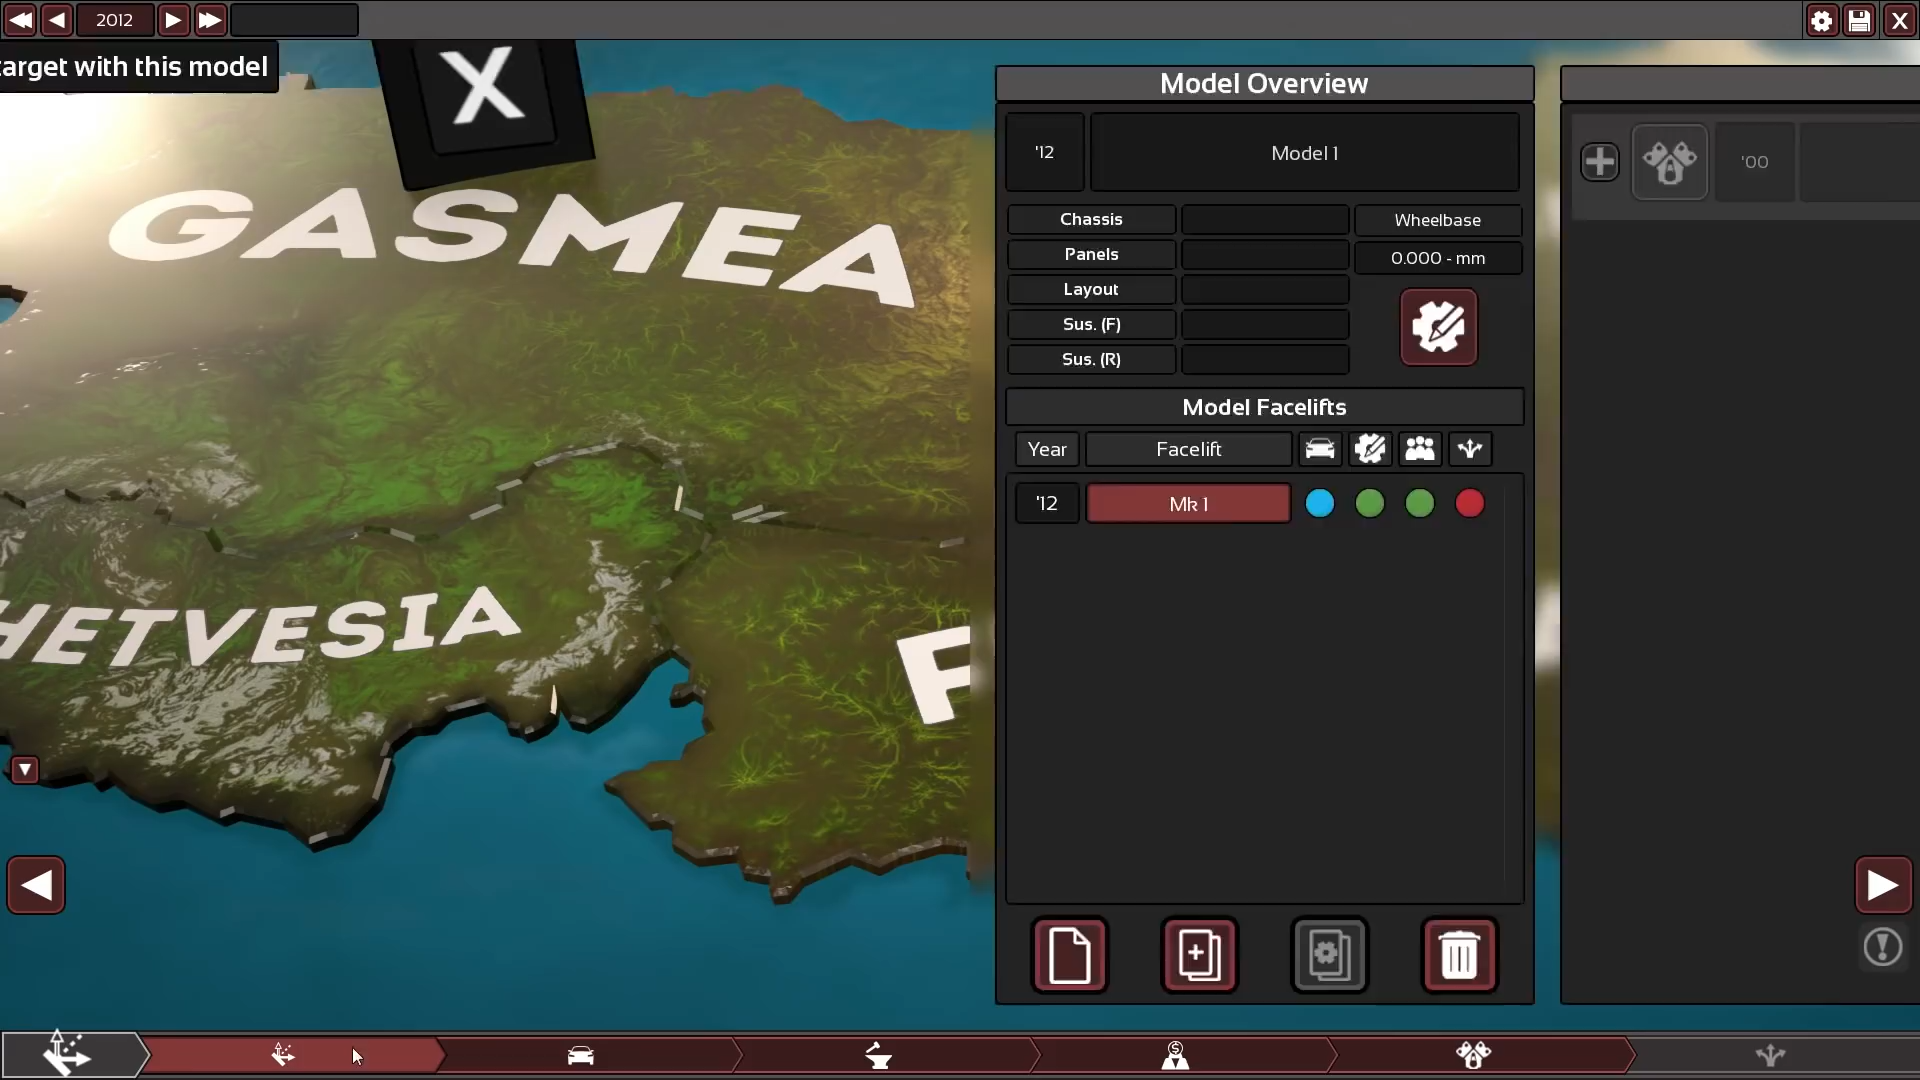 2012
target with this model
X
GASMEA
HETVESIA
F
Model Overview
'12
Model 1
Chassis
Wheelbase
Panels
0.000 - mm
Layout
Sus. (F)
Sus. (R)
Model Facelifts
Year
Facelift
'12
Mk 1
'00